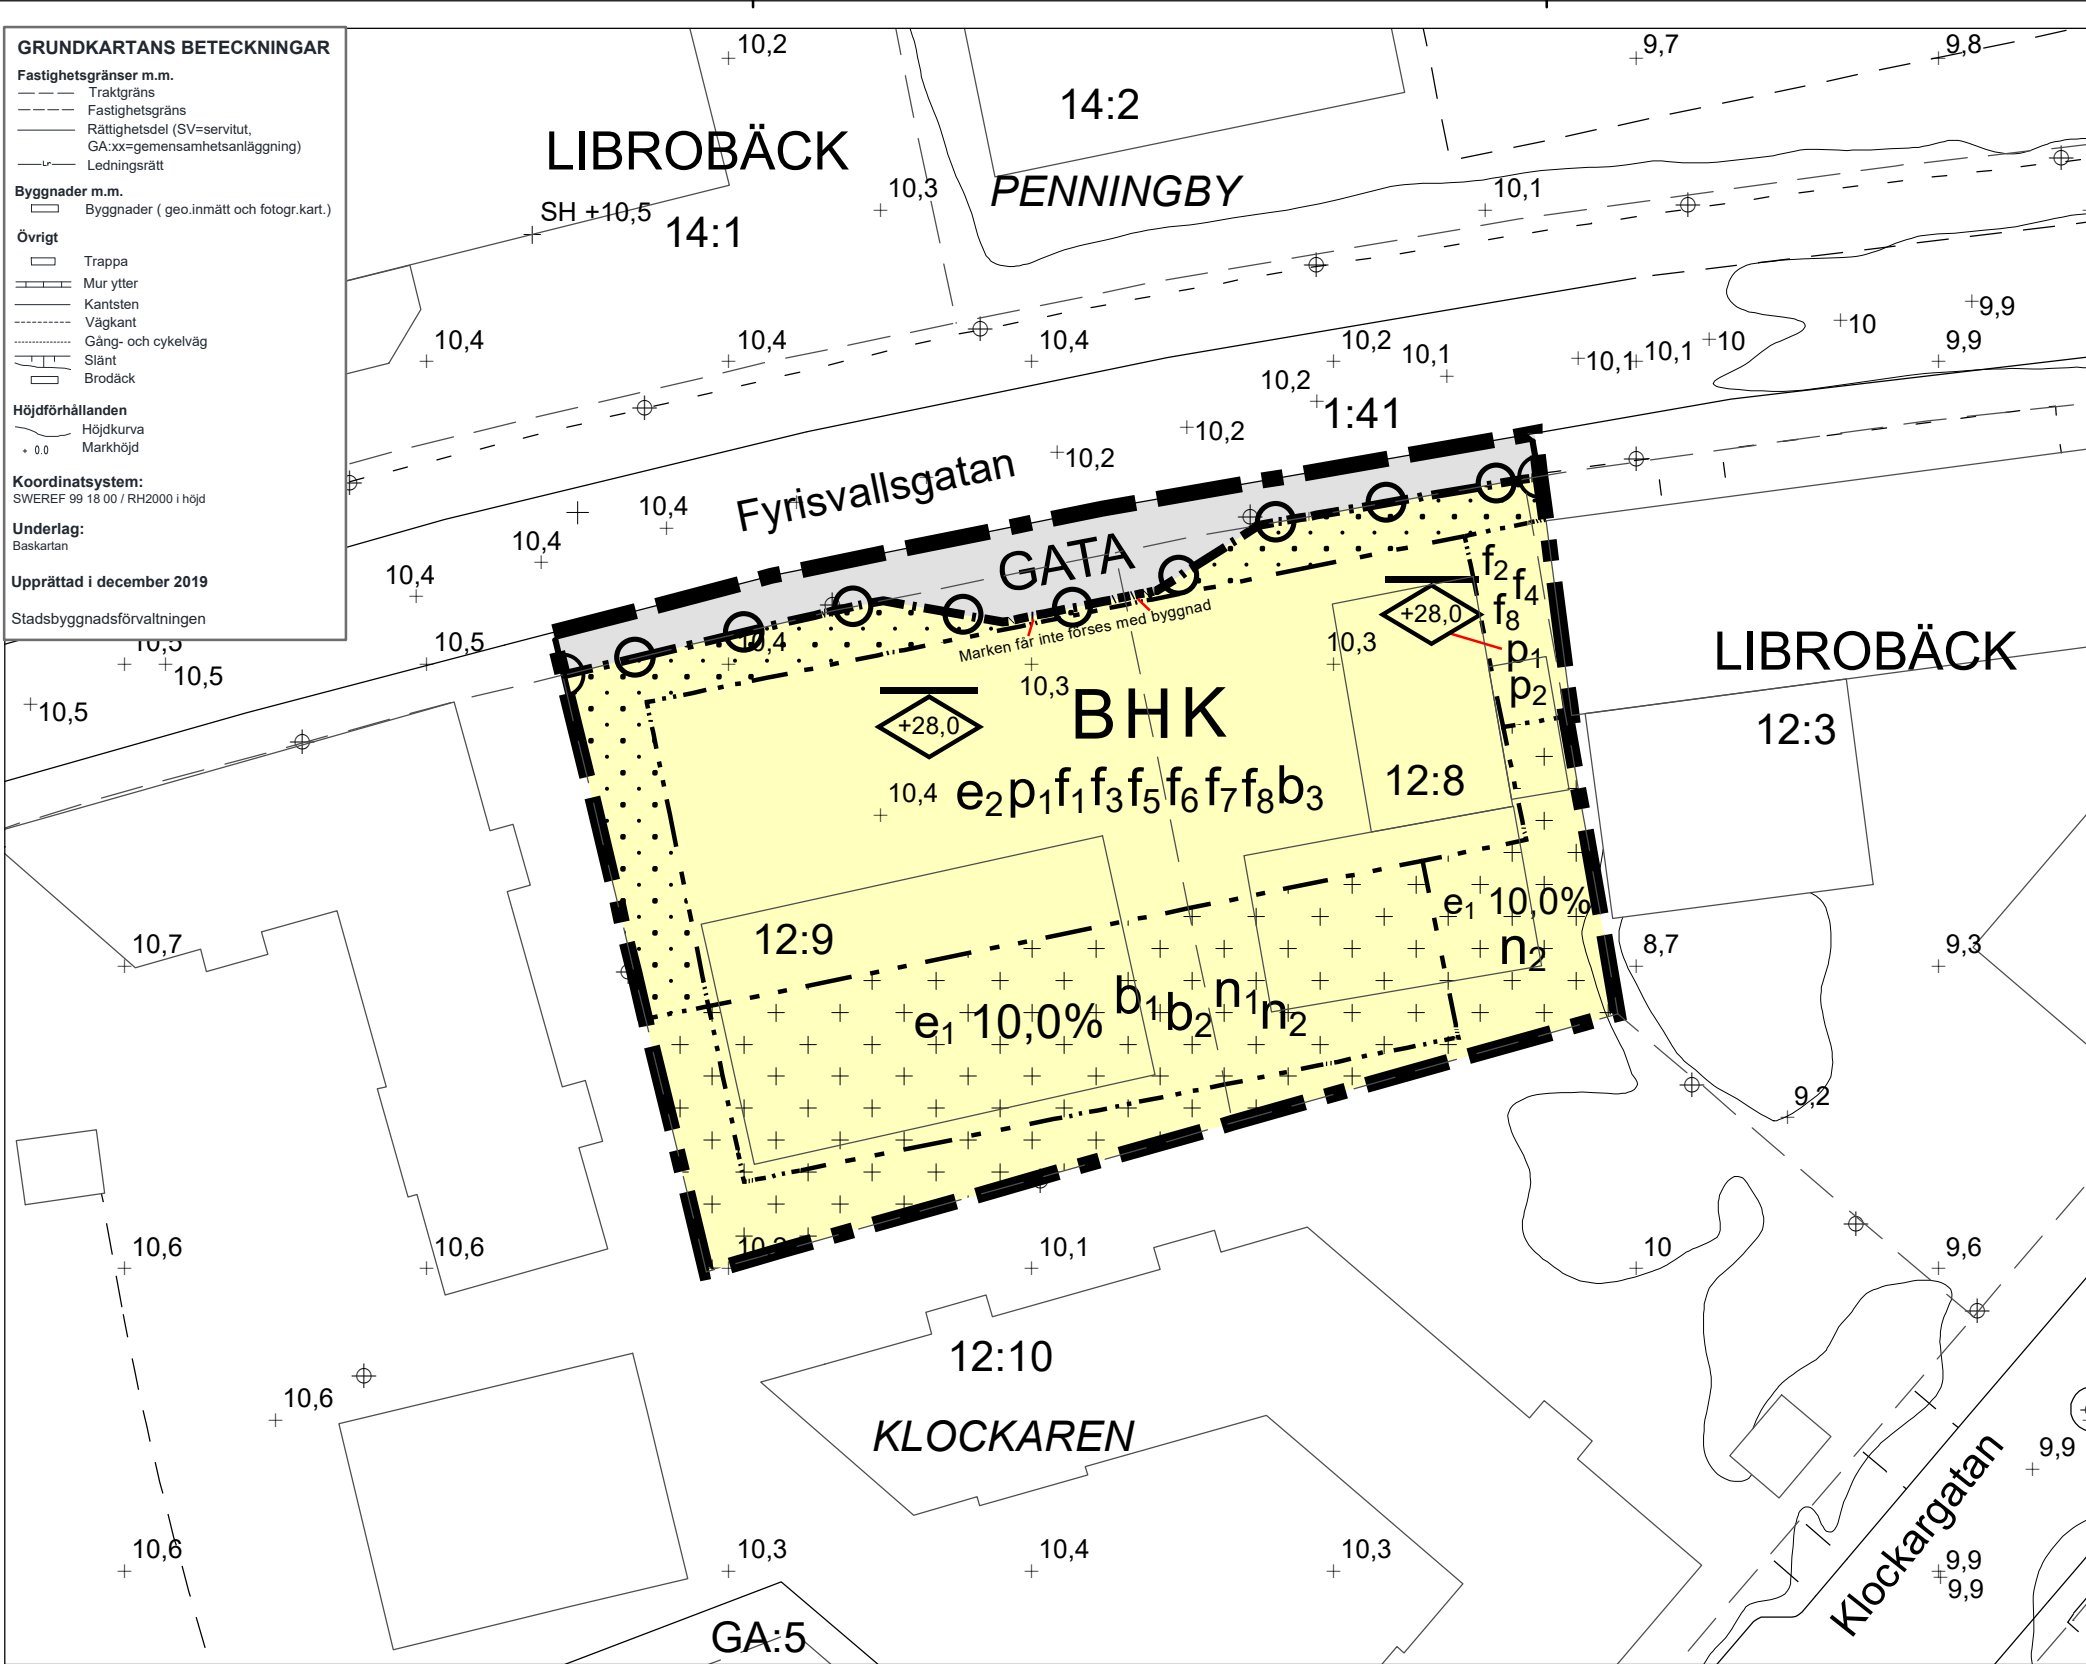 GRUNDKARTANS BETECKNINGAR
Fastighetsgränser m.m.
Traktgräns
Fastighetsgräns
Rättighetsdel (SV=servitut,
GA:xx=gemensamhetsanläggning)
Lr
Ledningsrätt
Byggnader m.m.
Byggnader ( geo.inmätt och fotogr.kart.)
Övrigt
Trappa
Mur ytter
Kantsten
Vägkant
Gång- och cykelväg
Slänt
Brodäck
Höjdförhållanden
Höjdkurva
0.0 Markhöjd
Koordinatsystem:
SWEREF 99 18 00 / RH2000 i höjd
Underlag:
Baskartan
Upprättad i december 2019
Stadsbyggnadsförvaltningen
10,2
9,7
9,8
14:2
LIBROBÄCK
10,3
PENNINGBY
10,1
SH +10,5
14:1
9,9
10
10,4
10,4
10,4
10,2
10,1
10,1
10,1
10
9,9
10,2
1:41
10,2
10,2
Fyrisvallsgatan
10,4
10,4
GATA
10,4
f2
f4
+28,0
f8
Marken får inte förses med byggnad
10,5
10,5
10,4
10,3
p1
LIBROBÄCK
10,5
10,3
p2
10,5
+28,0
BHK
12:3
10,4
e2p1f1f3f5f6f7f8b3
12:8
e1 10,0%
12:9
10,7
n2
8,7
9,3
e1 10,0%
b1b2
n1n2
9,2
10,6
10,6
10,1
10
9,6
12:10
10,6
KLOCKAREN
9,9
Klockargatan
10,6
10,3
10,4
10,3
9,9
9,9
GA:5